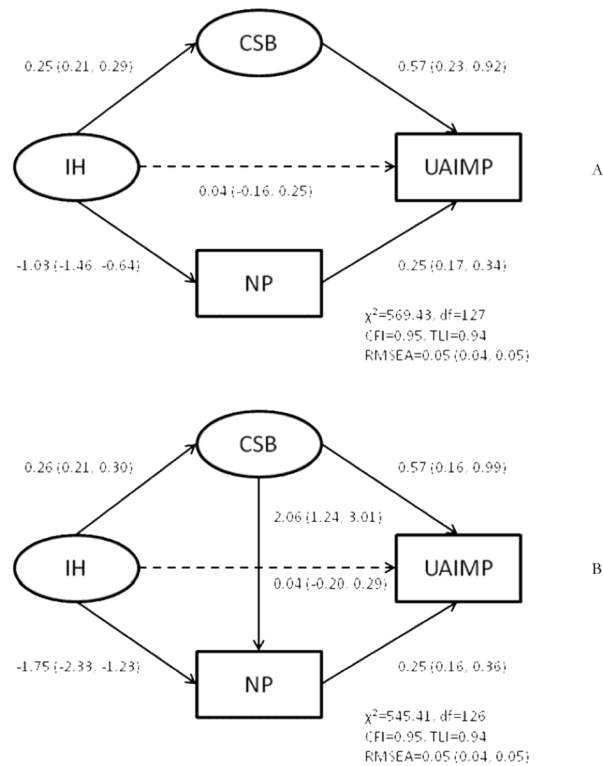 CSB
0.25 (0.21, 0.29)
0.57 (0.23, 0.92)
IH
UAIMP
A
0.04 (-0.16, 0.25)
-1.03 (-1.46, -0.64)
0.25 (0.17, 0.34)
NP
χ²=569.43, df=127
CFI=0.95, TLI=0.94
RMSEA=0.05 (0.04, 0.05)
CSB
0.26 (0.21, 0.30)
0.57 (0.16, 0.99)
2.06 (1.24, 3.01)
IH
UAIMP
B
0.04 (-0.20, 0.29)
-1.75 (-2.33, -1.23)
0.25 (0.16, 0.36)
NP
χ²=545.41, df=126
CFI=0.95, TLI=0.94
RMSEA=0.05 (0.04, 0.05)